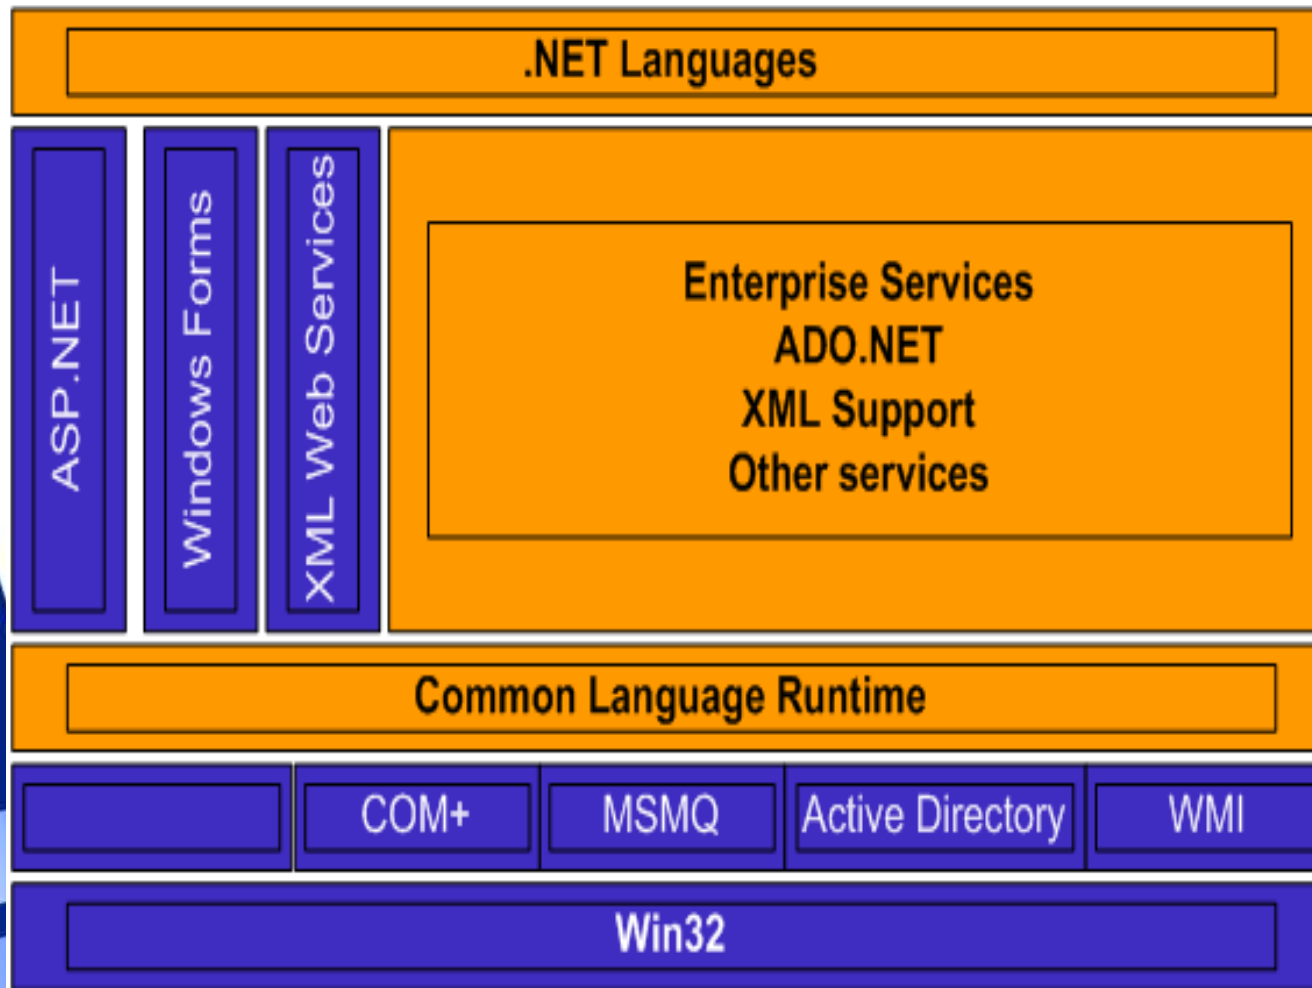 .NET Languages
ASP.NET
Windows Forms
XML Web Services
Enterprise Services
ADO.NET
XML Support
Other services
Common Language Runtime
COM+
MSMQ
Active Directory
WMI
Win32